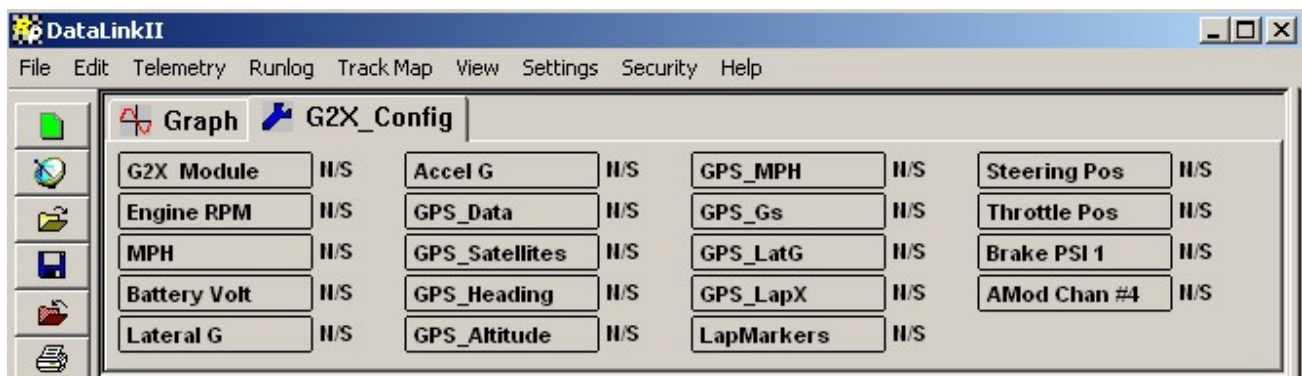 DataLinkII
File Edit Telemetry Runlog Track Map View Settings Security Help
Graph G2X_Config
G2X Module N/S Accel G N/S GPS_MPH N/S Steering Pos N/S
Engine RPM N/S GPS_Data N/S GPS_Gs N/S Throttle Pos N/S
MPH N/S GPS_Satellites N/S GPS_LatG N/S Brake PSI 1 N/S
Battery Volt N/S GPS_Heading N/S GPS_LapX N/S AMod Chan #4 N/S
Lateral G N/S GPS_Altitude N/S LapMarkers N/S